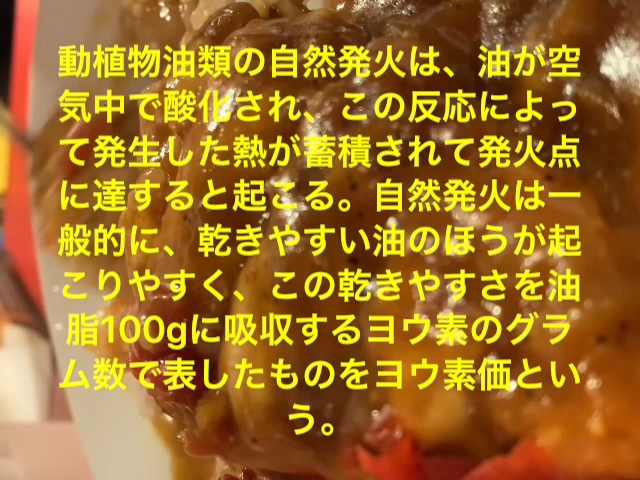 動植物油類の自然発火は、油が空
気中で酸化され、この反応によっ
て発生した熱が蓄積されて発火点
に達すると起こる。自然発火は一
般的に、乾きやすい油のほうが起
こりやすく、この乾きやすさを油
脂100gに吸収するヨウ素のグラ
ム数で表したものをヨウ素価とい
う。